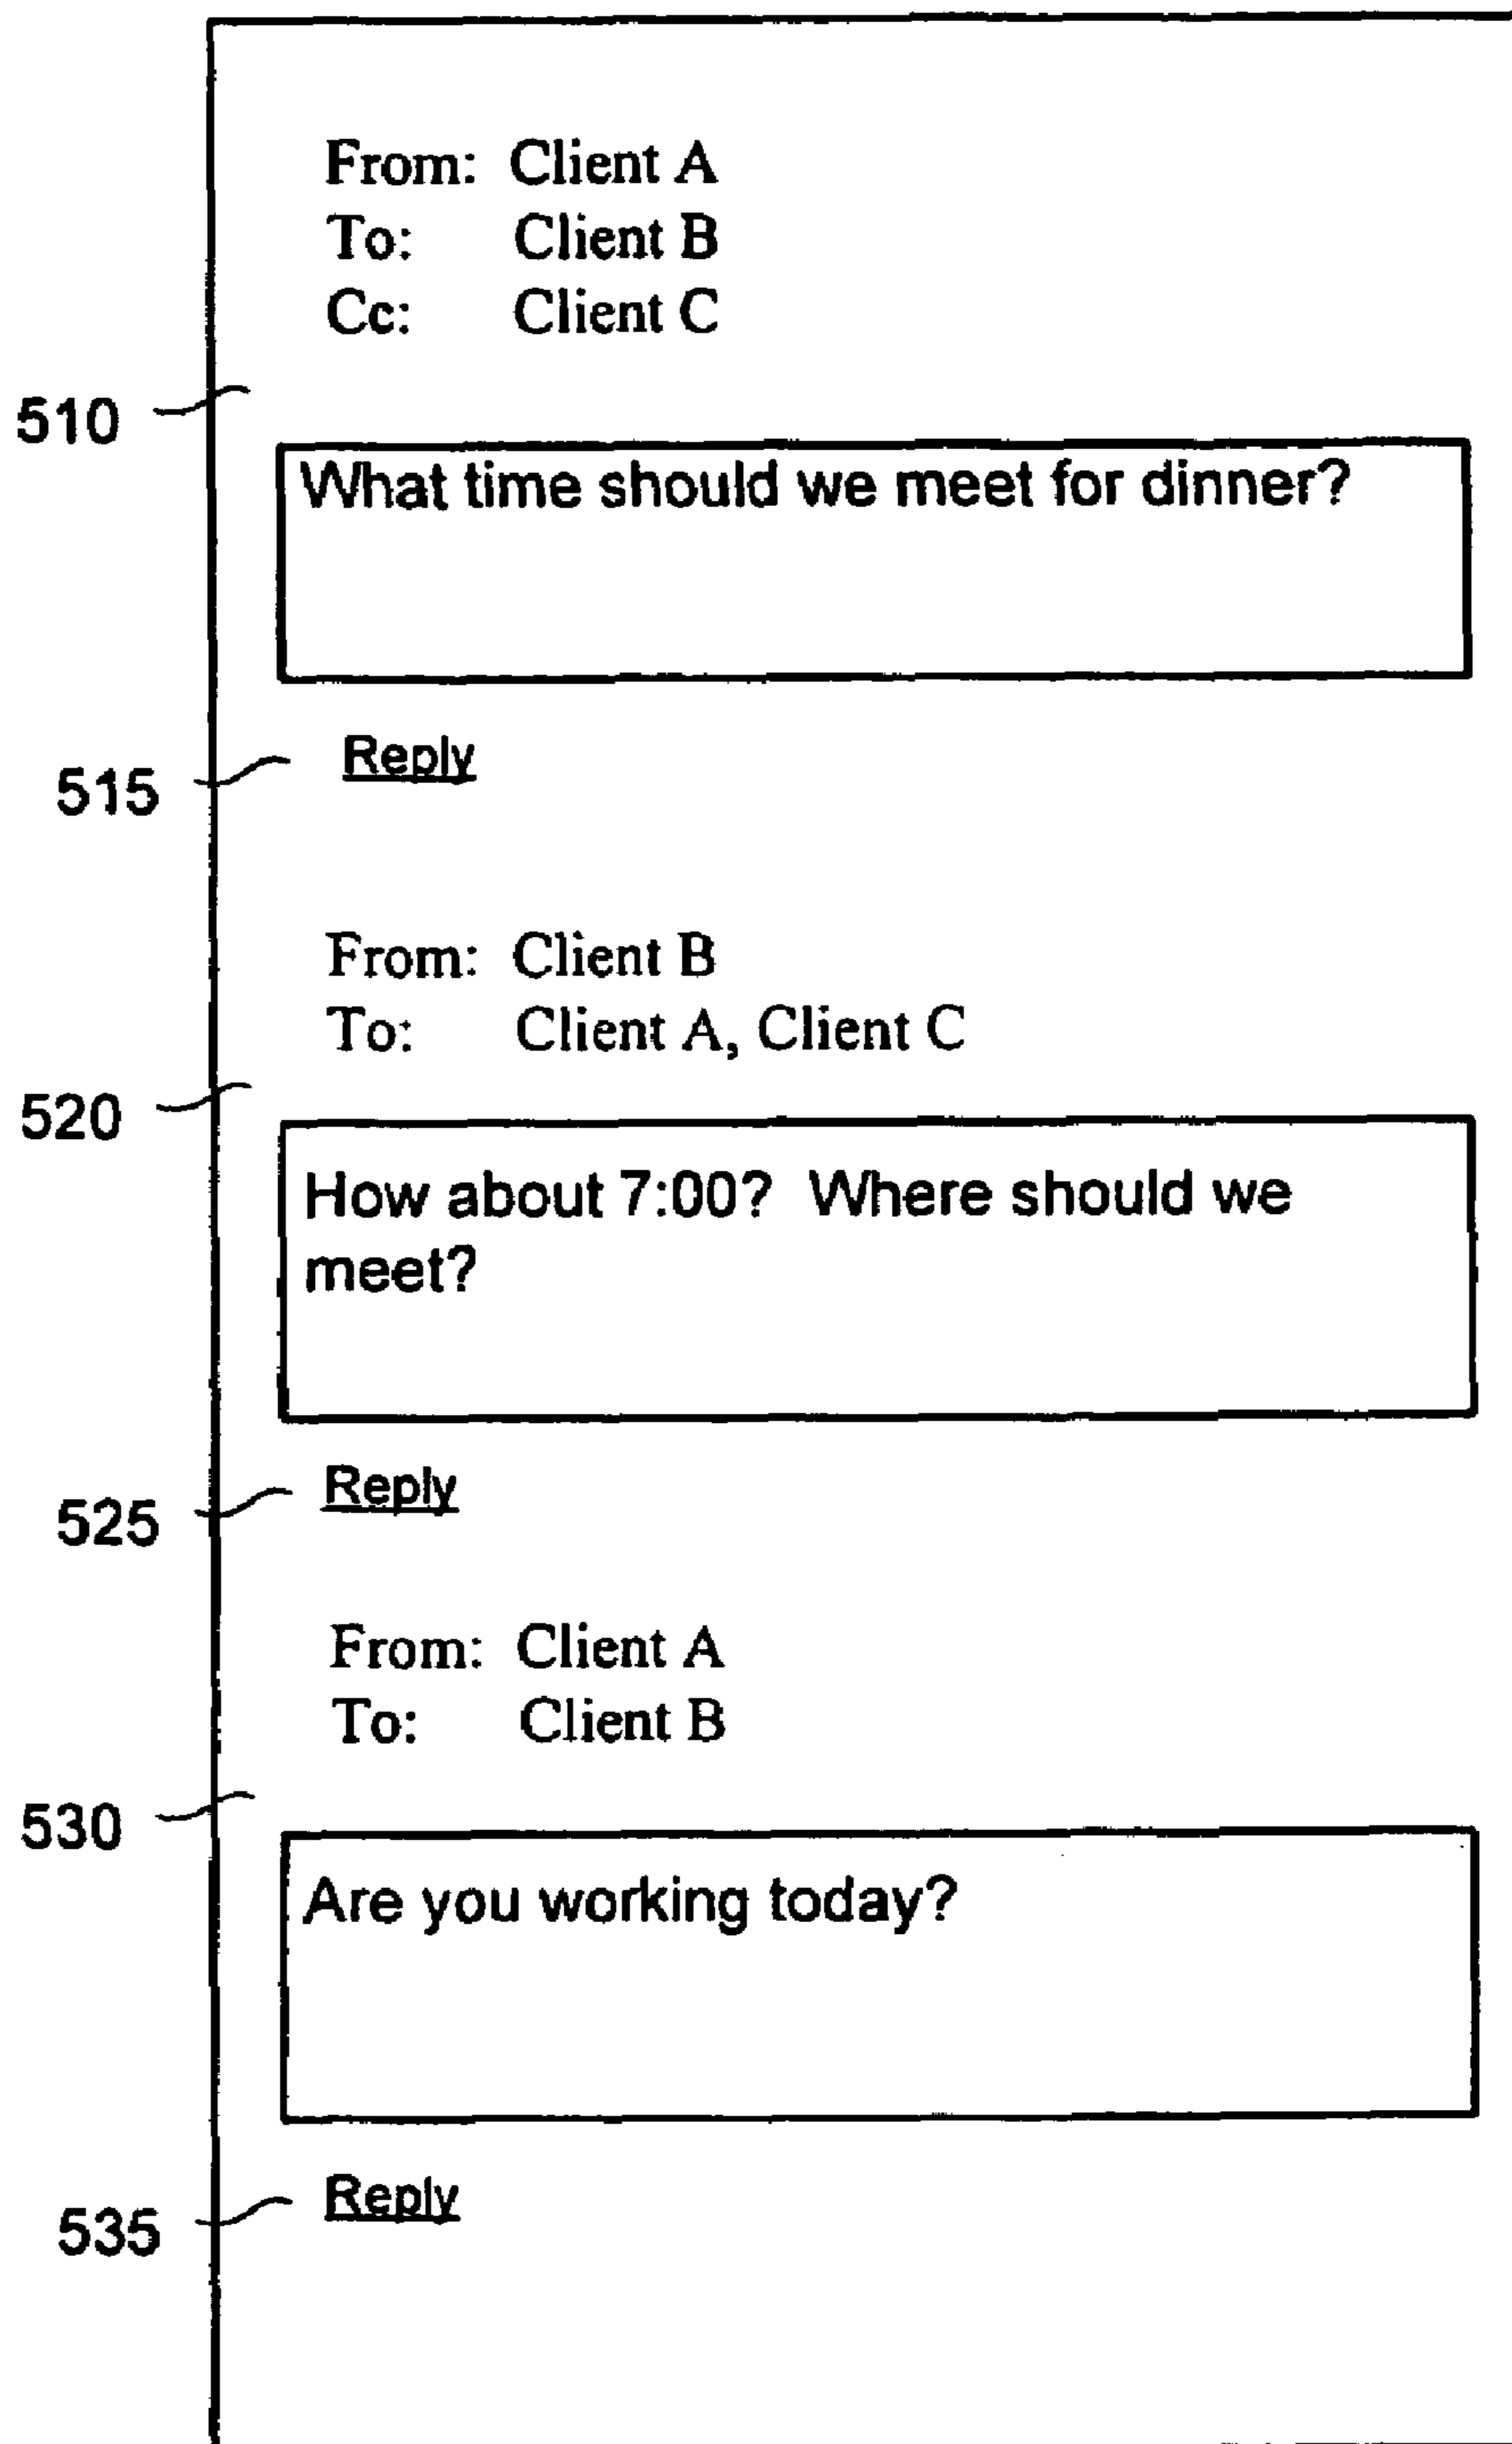 From: Client A
To: Client B
Cc: Client C
510
What time should we meet for dinner?
Reply
515
From: Client B
To: Client A, Client C
520
How about 7:00? Where should we
meet?
Reply
525
From: Client A
To: Client B
530
Are you working today?
Reply
535